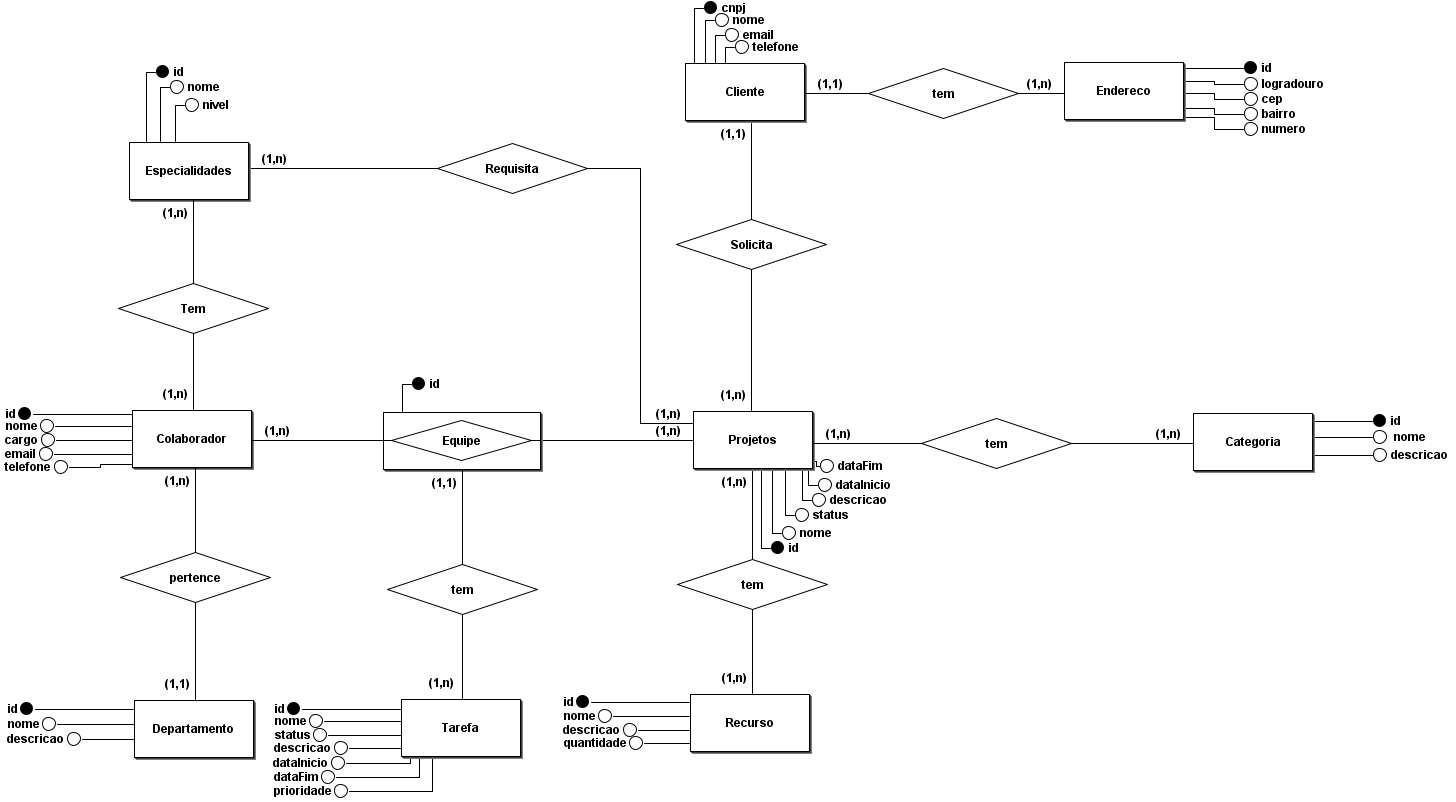 cnpj
nome
email
telefone
Cliente
(1,1)
tem
(1,n)
Endereco
id
logradouro
cep
bairro
numero
id
nome
nivel
Especialidades
(1,n)
Requisita
(1,1)
(1,n)
Solicita
Tem
(1,n)
id
(1,n)
(1,n)
(1,n)
id
nome
cargo
email
telefone
Colaborador
(1,n)
Equipe
Projetos
(1,n)
tem
(1,n)
Categoria
id
nome
descricao
dataFim
dataInicio
descricao
status
nome
id
(1,n)
(1,1)
(1,n)
pertence
tem
tem
(1,1)
(1,n)
(1,n)
id
nome
descricao
Departamento
id
nome
status
descricao
dataInicio
dataFim
prioridade
Tarefa
id
nome
descricao
quantidade
Recurso